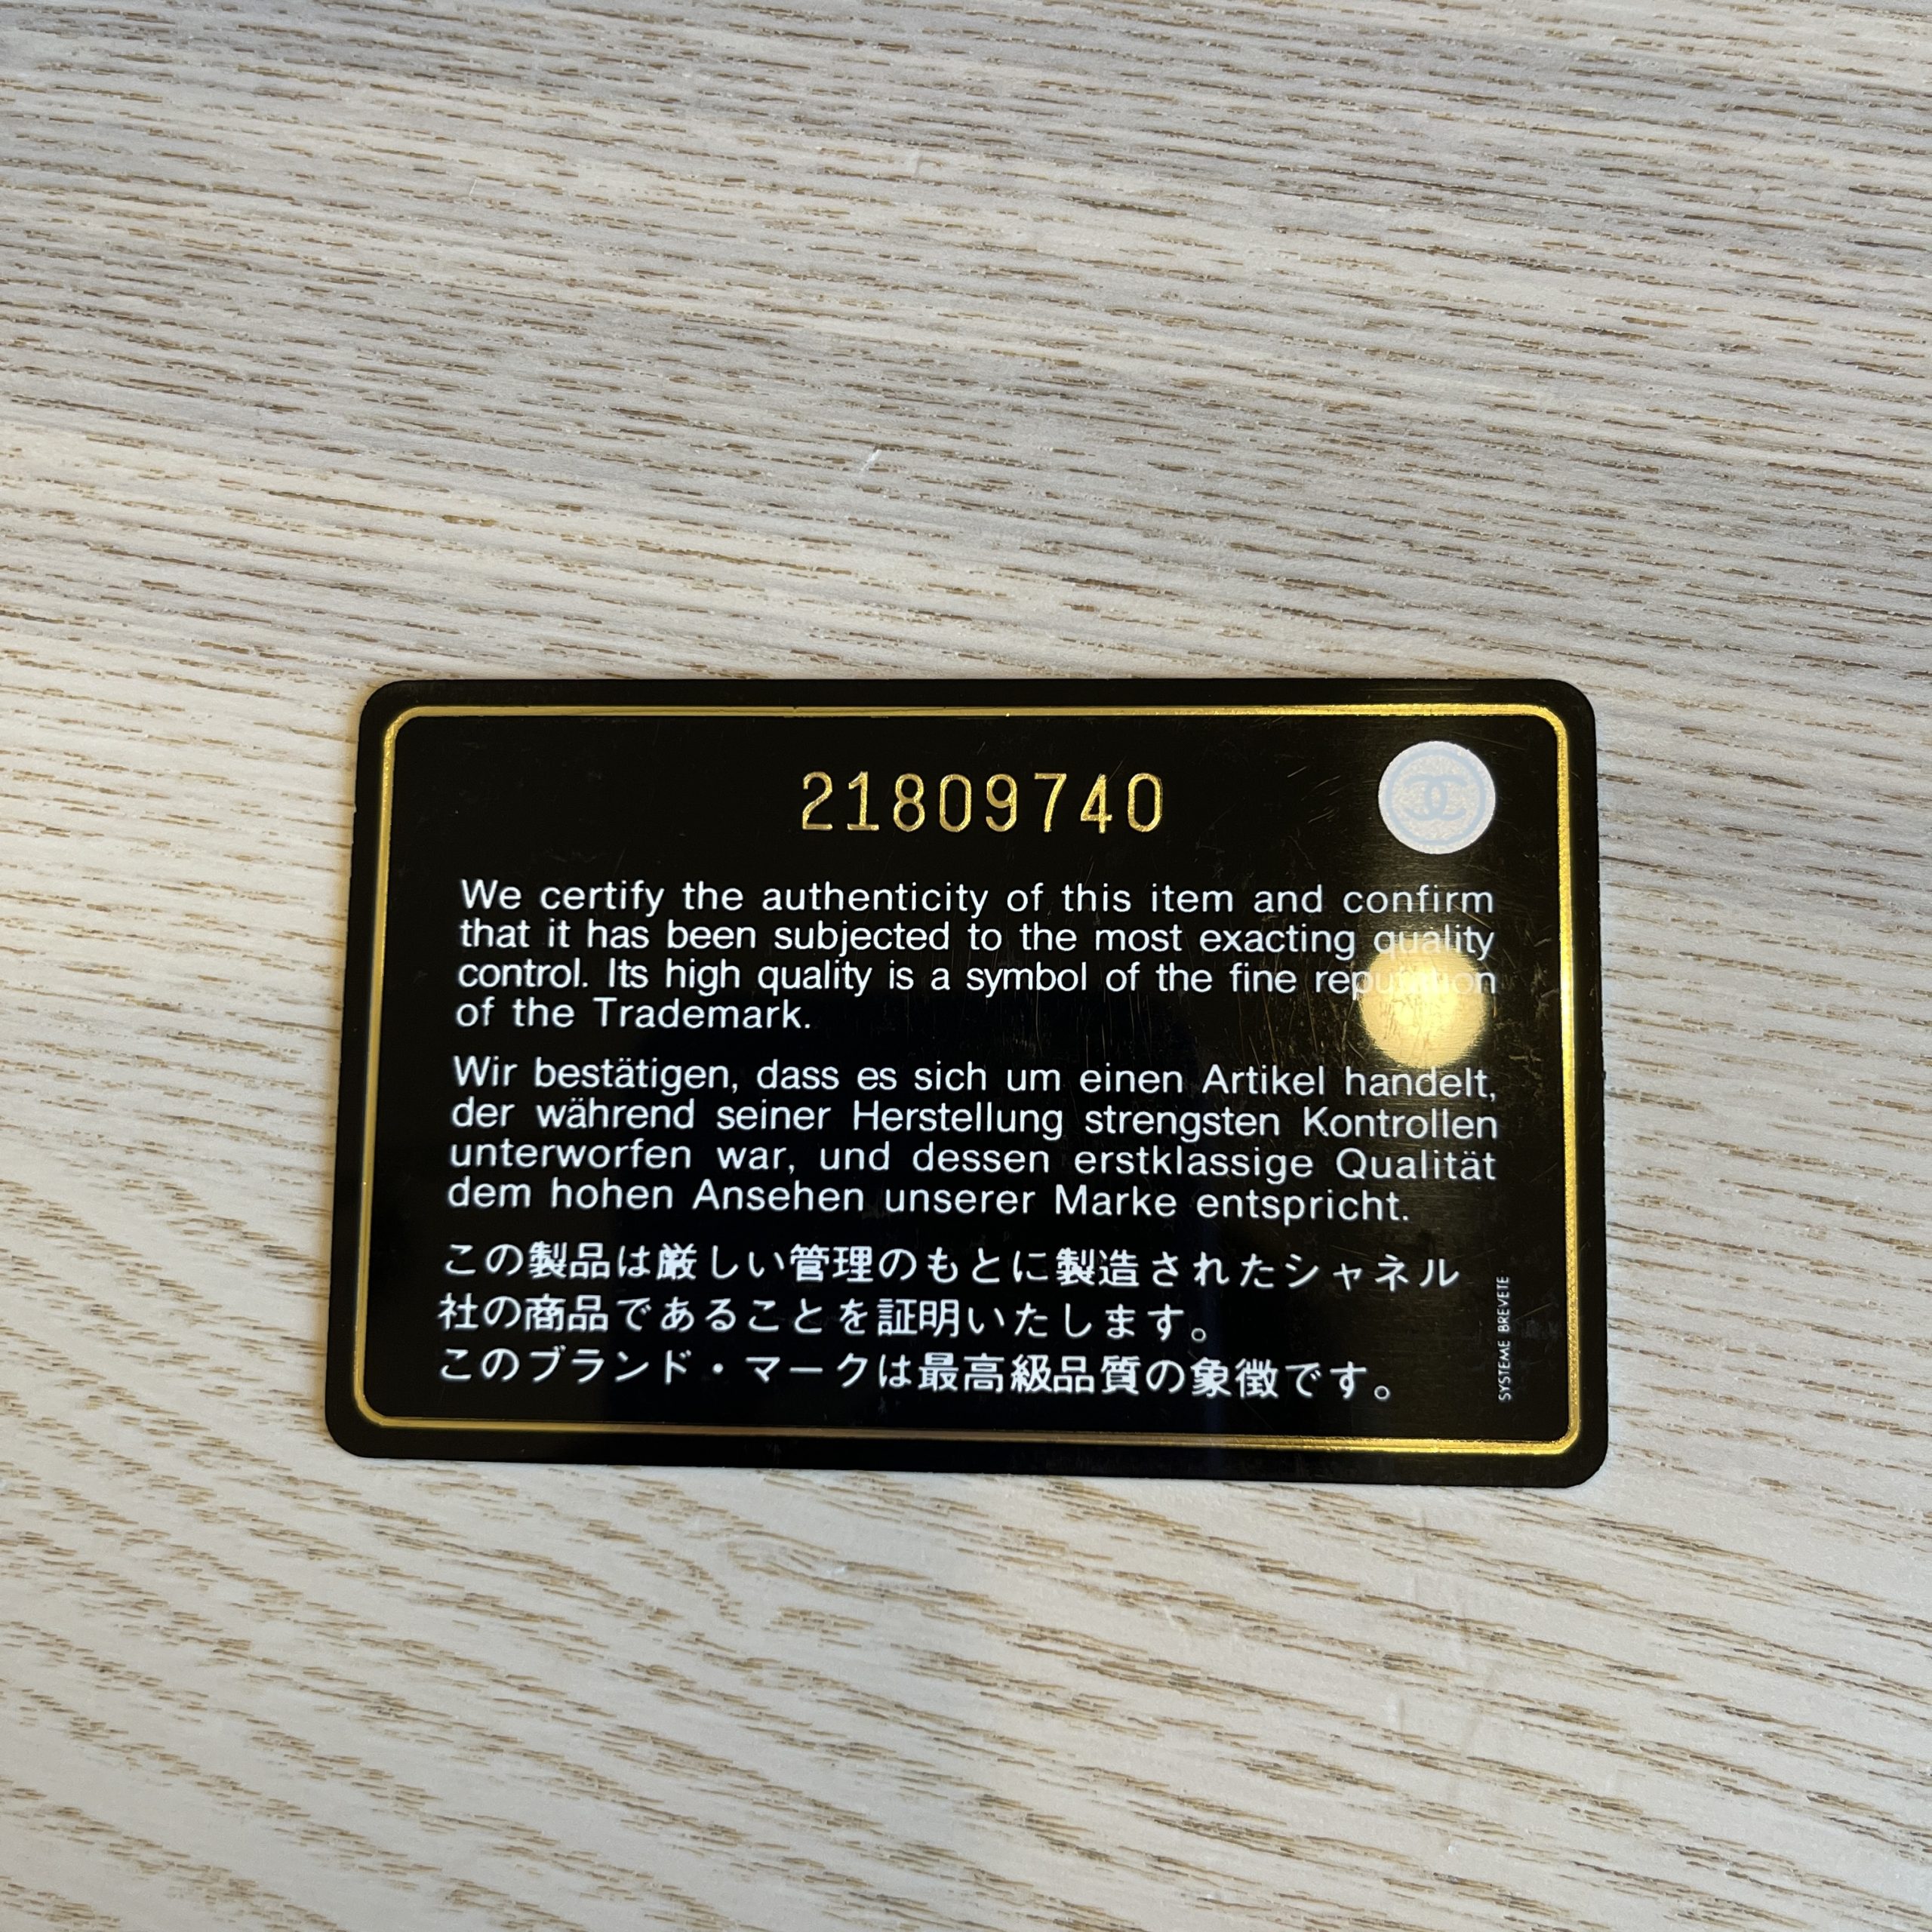 21809740
We certify the authenticity of this item and confirm
that it has been subjected to the most exacting quality
control. Its high quality is a symbol of the fine reputation
of the Trademark.
Wir bestätigen, dass es sich um einen Artikel handelt,
der während seiner Herstellung strengsten Kontrollen
unterworfen war, und dessen erstklassige Qualität
dem hohen Ansehen unserer Marke entspricht.
この製品は厳しい管理のもとに製造されたシャネル
社の商品であることを証明いたします。
このブランド・マークは最高級品質の象徴です。
SYSTEME BREVETE